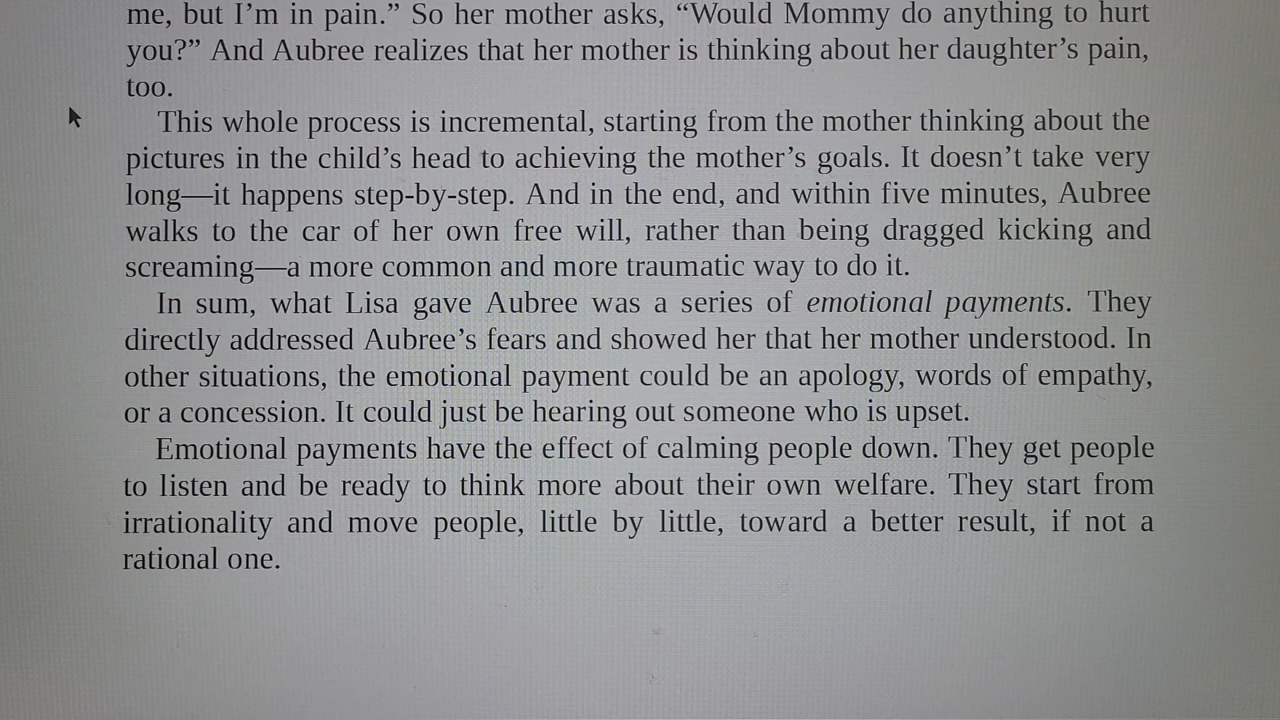 me, but I’m in pain.” So her mother asks, “Would Mommy do anything to hurt
you?” And Aubree realizes that her mother is thinking about her daughter’s pain,
too.
This whole process is incremental, starting from the mother thinking about the
pictures in the child’s head to achieving the mother’s goals. It doesn’t take very
long—it happens step-by-step. And in the end, and within five minutes, Aubree
walks to the car of her own free will, rather than being dragged kicking and
screaming—a more common and more traumatic way to do it.
In sum, what Lisa gave Aubree was a series of emotional payments. They
directly addressed Aubree’s fears and showed her that her mother understood. In
other situations, the emotional payment could be an apology, words of empathy,
or a concession. It could just be hearing out someone who is upset.
Emotional payments have the effect of calming people down. They get people
to listen and be ready to think more about their own welfare. They start from
irrationality and move people, little by little, toward a better result, if not a
rational one.